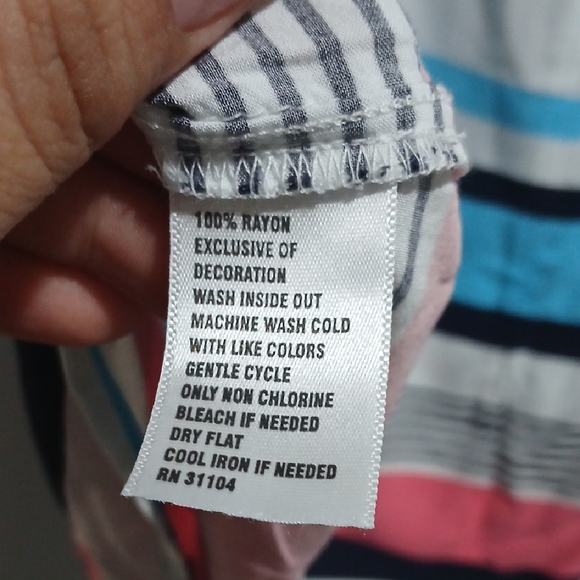 100% RAYON
EXCLUSIVE OF
DECORATION
WASH INSIDE OUT
MACHINE WASH COLD
WITH LIKE COLORS
GENTLE CYCLE
ONLY NON CHLORINE
BLEACH IF NEEDED
DRY FLAT
COOL IRON IF NEEDED
RN 31104